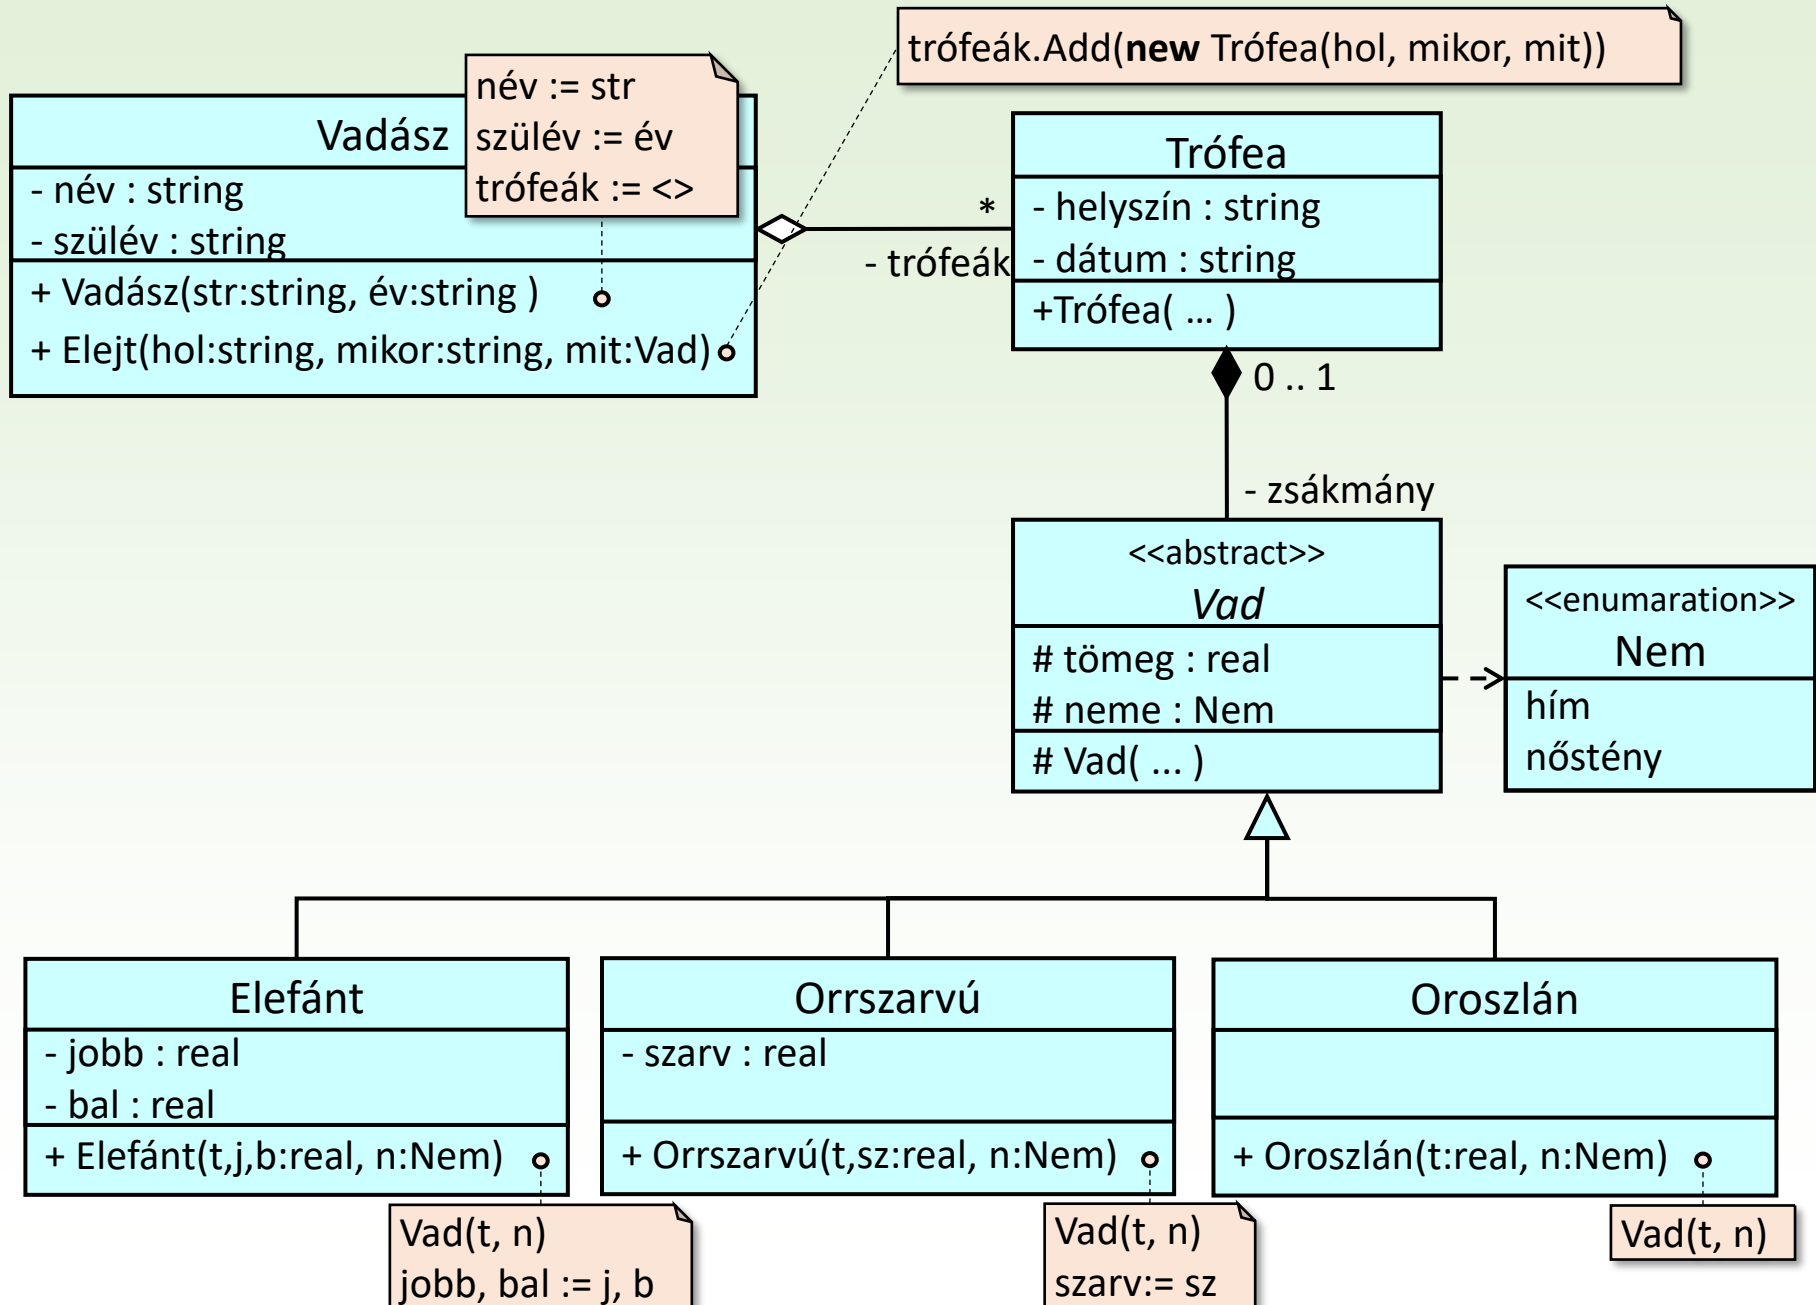 trófeák.Add(new Trófea(hol, mikor, mit))
név := str
szülév := év
trófeák := <>
Vadász
- név : string
- szülév : string
+ Vadász(str:string, év:string )
+ Elejt(hol:string, mikor:string, mit:Vad)
*
- trófeák
Trófea
- helyszín : string
- dátum : string
+Trófea( ... )
0 .. 1
- zsákmány
<<abstract>>
Vad
# tömeg : real
# neme : Nem
# Vad( ... )
<<enumaration>>
Nem
hím
nőstény
Elefánt
- jobb : real
- bal : real
+ Elefánt(t,j,b:real, n:Nem)
Vad(t, n)
jobb, bal := j, b
Orrszarvú
- szarv : real
+ Orrszarvú(t,sz:real, n:Nem)
Vad(t, n)
szarv:= sz
Oroszlán
+ Oroszlán(t:real, n:Nem)
Vad(t, n)